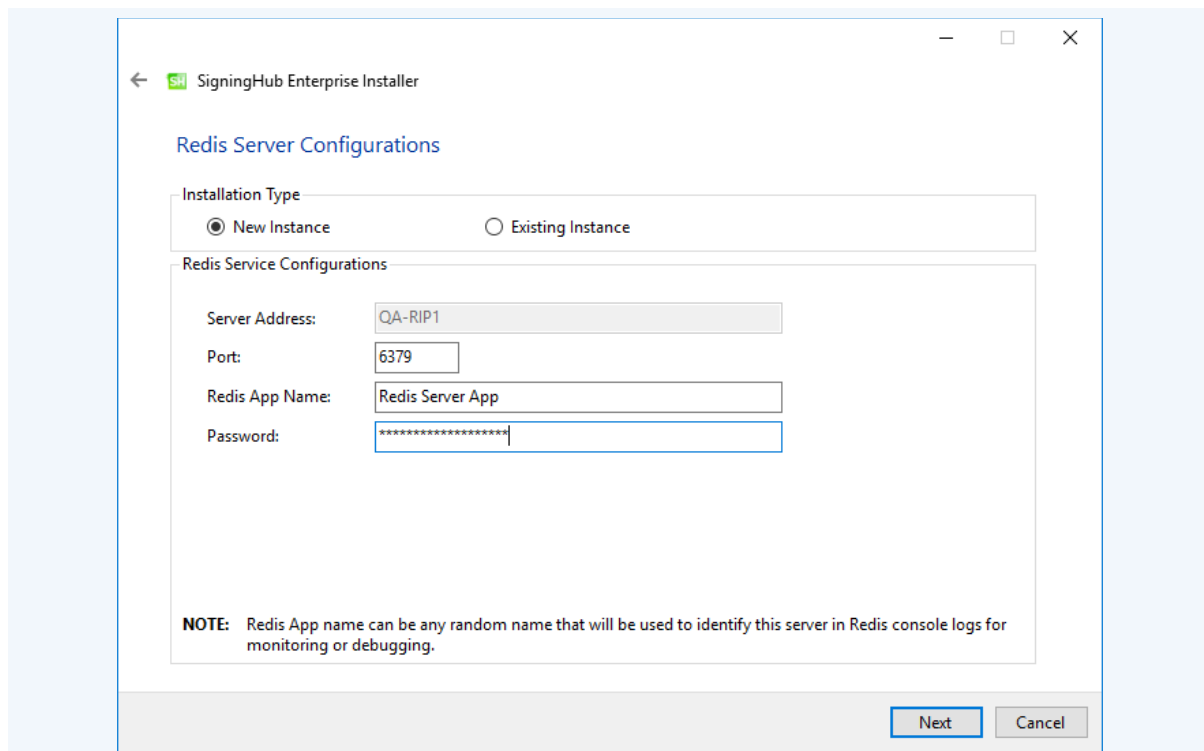 SH SigningHub Enterprise Installer
Redis Server Configurations
Installation Type
New Instance Existing Instance
Redis Service Configurations
Server Address: QA-RIP1
Port: 6379
Redis App Name: Redis Server App
Password: *******************
NOTE: Redis App name can be any random name that will be used to identify this server in Redis console logs for
monitoring or debugging.
Next Cancel